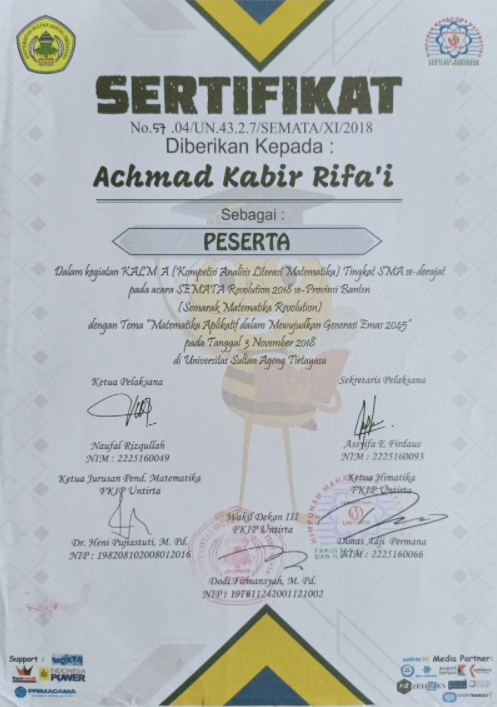 SERTIFIKAT
No.57 .04/UN.43.2.7/SEMATA/XI/2018
Diberikan Kepada :
Achmad Kabir Rifa'i
Sebagai :
PESERTA
Dalam kegiatan KALM A (Kompetisi Analisis Literasi Matematika) Tingkat SMA se-derajat
pada acara SEMATA Revolution 2018 se-Provinsi Banten
(Semarak Matematika Revolution)
dengan Tema "Matematika Aplikatif dalam Mewujudkan Generasi Emas 2045"
pada Tanggal 3 November 2018
di Universitas Sultan Ageng Tirtayasa
Ketua Pelaksana
Naufal Rizqullah
NIM : 2225160049
Sekretaris Pelaksana
Assyifa E. Firdaus
NIM : 2225160093
Ketua Jurusan Pend. Matematika
FKIP Untirta
Dr. Heni Pujiastuti, M. Pd.
NIP : 198208102008012016
Ketua Himatika
FKIP Untirta
Dimas Adji Permana
NIM : 2225160066
Wakil Dekan III
FKIP Untirta
Dodi Firmansyah, M. Pd.
NIP : 197611242001121002
Support :
INDONESIA
POWER
PRIMAGAMA
Media Partner:
EVENT